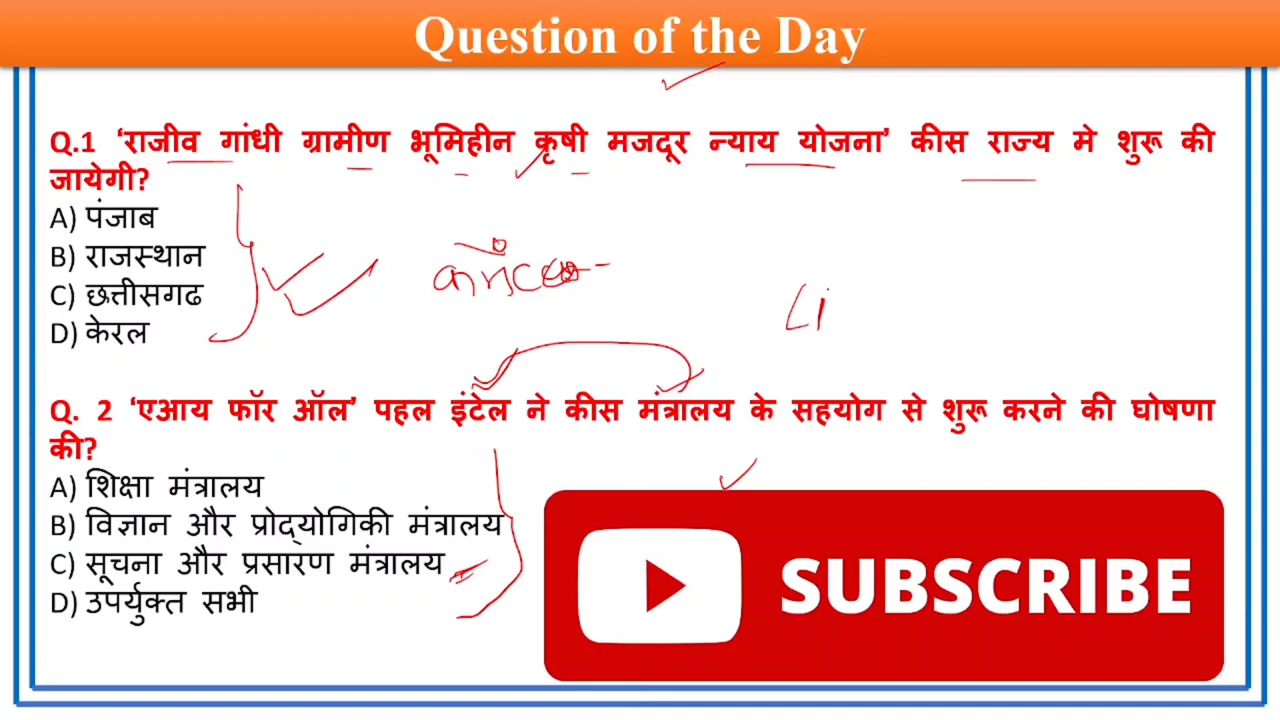 Question of the Day
Q.1 ‘राजीव गांधी ग्रामीण भूमिहीन कृषी मजदूर न्याय योजना’ कीस राज्य मे शुरू की
जायेगी?
A) पंजाब
B) राजस्थान
C) छत्तीसगढ
D) केरल
Q. 2 ‘एआय फॉर ऑल’ पहल इंटेल ने कीस मंत्रालय के सहयोग से शुरू करने की घोषणा
की?
A) शिक्षा मंत्रालय
B) विज्ञान और प्रोद्योगिकी मंत्रालय
C) सूचना और प्रसारण मंत्रालय
D) उपर्युक्त सभी
SUBSCRIBE